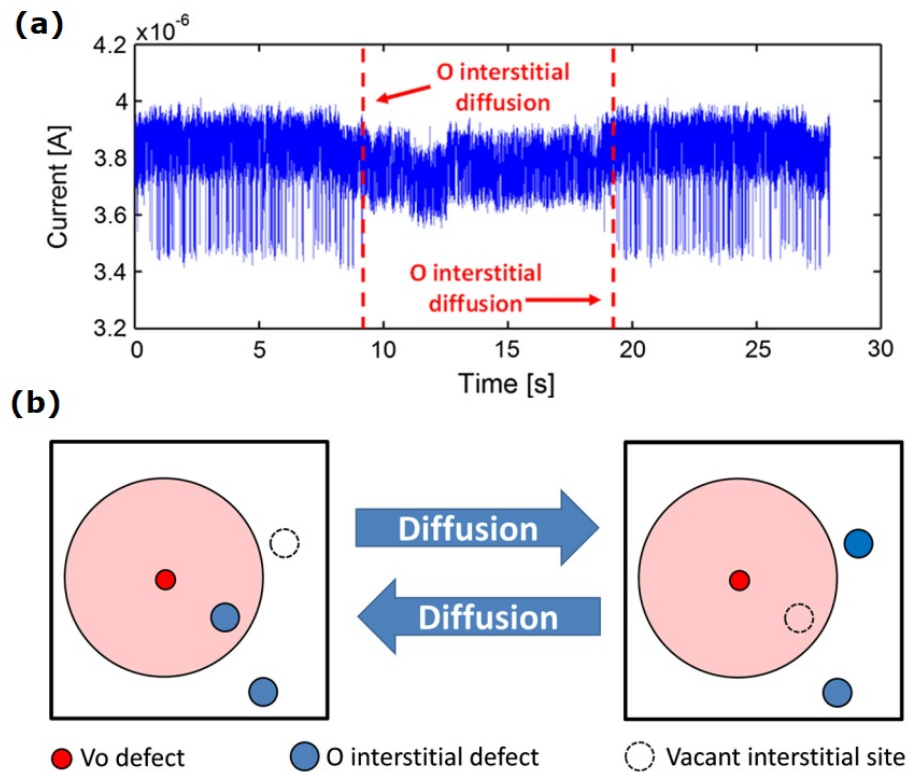 (a)
x10⁻⁶
4.2
4
3.8
3.6
3.4
3.2
Current [A]
O interstitial
diffusion
O interstitial
diffusion
0 5 10 15 20 25 30
Time [s]
(b)
Diffusion
Diffusion
Vo defect O interstitial defect Vacant interstitial site